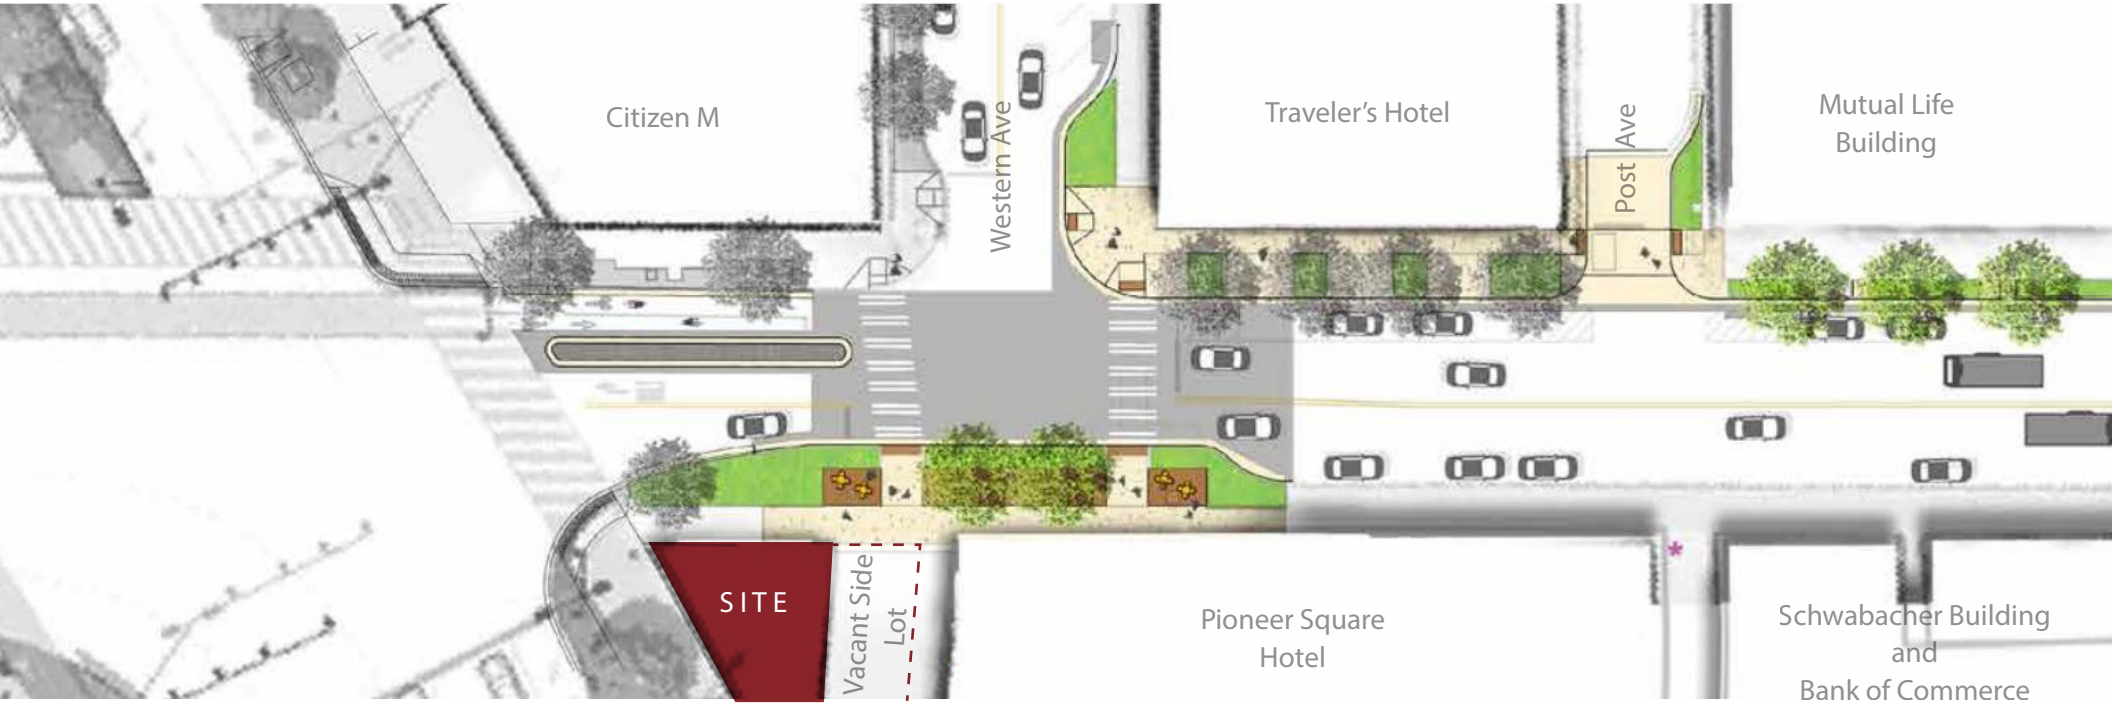 Citizen M
Western Ave
Traveler's Hotel
Post Ave
Mutual Life
Building
SITE
Vacant Side
Lot
Pioneer Square
Hotel
*
Schwabacher Building
and
Bank of Commerce